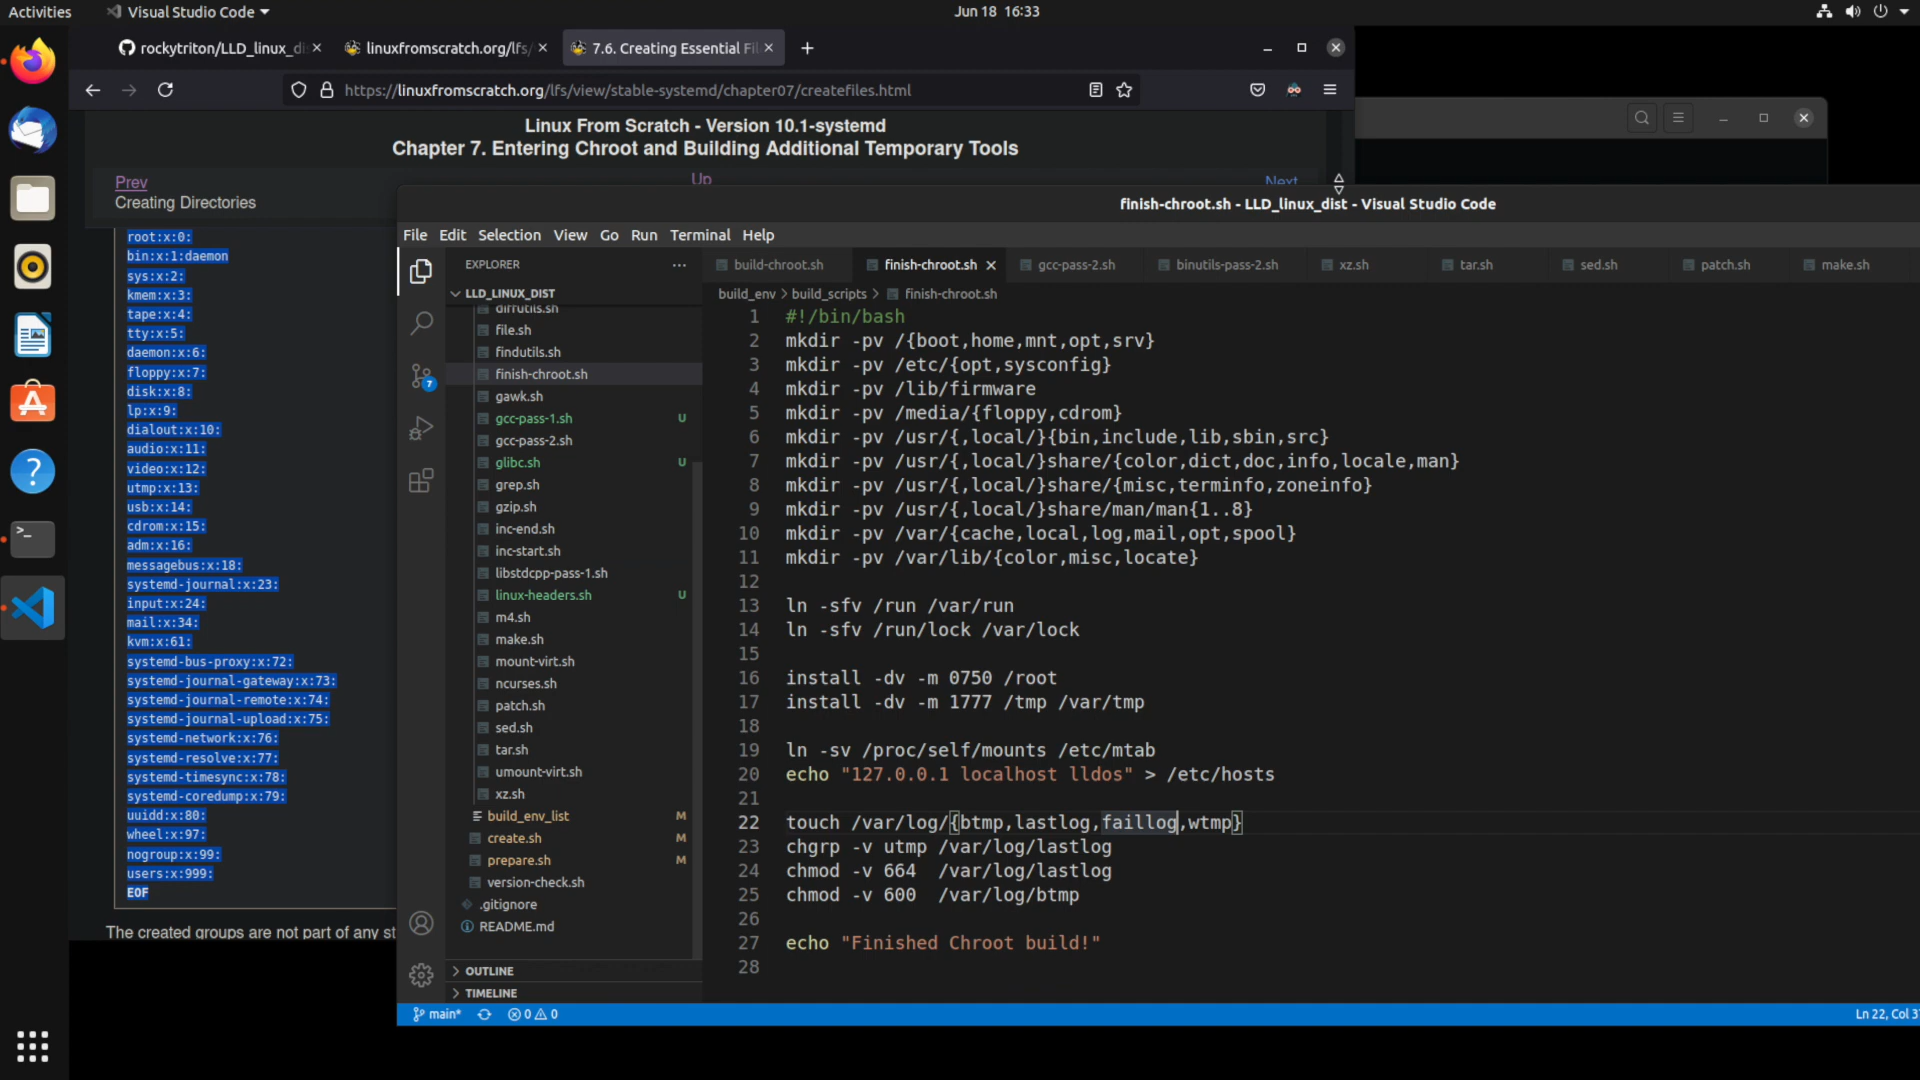 Activities
Visual Studio Code
Jun 18 16:33
rockytriton/LLD_linux_di
linuxfromscratch.org/lfs/
7.6. Creating Essential Fil
https://linuxfromscratch.org/lfs/view/stable-systemd/chapter07/createfiles.html
Linux From Scratch - Version 10.1-systemd
Chapter 7. Entering Chroot and Building Additional Temporary Tools
Prev
Up
Next
Creating Directories
root:x:0:
bin:x:1:daemon
sys:x:2:
kmem:x:3:
tape:x:4:
tty:x:5:
daemon:x:6:
floppy:x:7:
disk:x:8:
lp:x:9:
dialout:x:10:
audio:x:11:
video:x:12:
utmp:x:13:
usb:x:14:
cdrom:x:15:
adm:x:16:
messagebus:x:18:
systemd-journal:x:23:
input:x:24:
mail:x:34:
kvm:x:61:
systemd-bus-proxy:x:72:
systemd-journal-gateway:x:73:
systemd-journal-remote:x:74:
systemd-journal-upload:x:75:
systemd-network:x:76:
systemd-resolve:x:77:
systemd-timesync:x:78:
systemd-coredump:x:79:
uuidd:x:80:
wheel:x:97:
nogroup:x:99:
users:x:999:
EOF
The created groups are not part of any st
finish-chroot.sh - LLD_linux_dist - Visual Studio Code
File Edit Selection View Go Run Terminal Help
EXPLORER
LLD_LINUX_DIST
diffutils.sh
file.sh
findutils.sh
finish-chroot.sh
gawk.sh
gcc-pass-1.sh U
gcc-pass-2.sh
glibc.sh U
grep.sh
gzip.sh
inc-end.sh
inc-start.sh
libstdcpp-pass-1.sh
linux-headers.sh U
m4.sh
make.sh
mount-virt.sh
ncurses.sh
patch.sh
sed.sh
tar.sh
umount-virt.sh
xz.sh
build_env_list M
create.sh M
prepare.sh M
version-check.sh
.gitignore
README.md
OUTLINE
TIMELINE
7
build-chroot.sh
finish-chroot.sh
gcc-pass-2.sh
binutils-pass-2.sh
xz.sh
tar.sh
sed.sh
patch.sh
make.sh
build_env > build_scripts > finish-chroot.sh
1 #!/bin/bash
2 mkdir -pv /{boot,home,mnt,opt,srv}
3 mkdir -pv /etc/{opt,sysconfig}
4 mkdir -pv /lib/firmware
5 mkdir -pv /media/{floppy,cdrom}
6 mkdir -pv /usr/{,local/}{bin,include,lib,sbin,src}
7 mkdir -pv /usr/{,local/}share/{color,dict,doc,info,locale,man}
8 mkdir -pv /usr/{,local/}share/{misc,terminfo,zoneinfo}
9 mkdir -pv /usr/{,local/}share/man/man{1..8}
10 mkdir -pv /var/{cache,local,log,mail,opt,spool}
11 mkdir -pv /var/lib/{color,misc,locate}
12
13 ln -sfv /run /var/run
14 ln -sfv /run/lock /var/lock
15
16 install -dv -m 0750 /root
17 install -dv -m 1777 /tmp /var/tmp
18
19 ln -sv /proc/self/mounts /etc/mtab
20 echo "127.0.0.1 localhost lldos" > /etc/hosts
21
22 touch /var/log/{btmp,lastlog,faillog,wtmp}
23 chgrp -v utmp /var/log/lastlog
24 chmod -v 664  /var/log/lastlog
25 chmod -v 600  /var/log/btmp
26
27 echo "Finished Chroot build!"
28
main* 0 0
Ln 22, Col 3